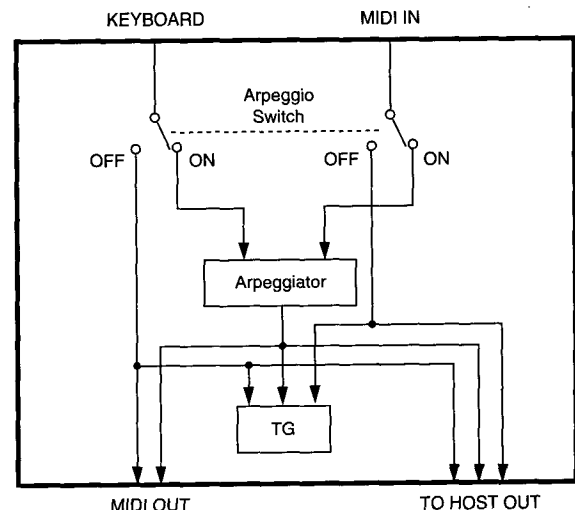 KEYBOARD
MIDI IN
Arpeggio
Switch
OFF
ON
OFF
ON
Arpeggiator
TG
MIDI OUT
TO HOST OUT